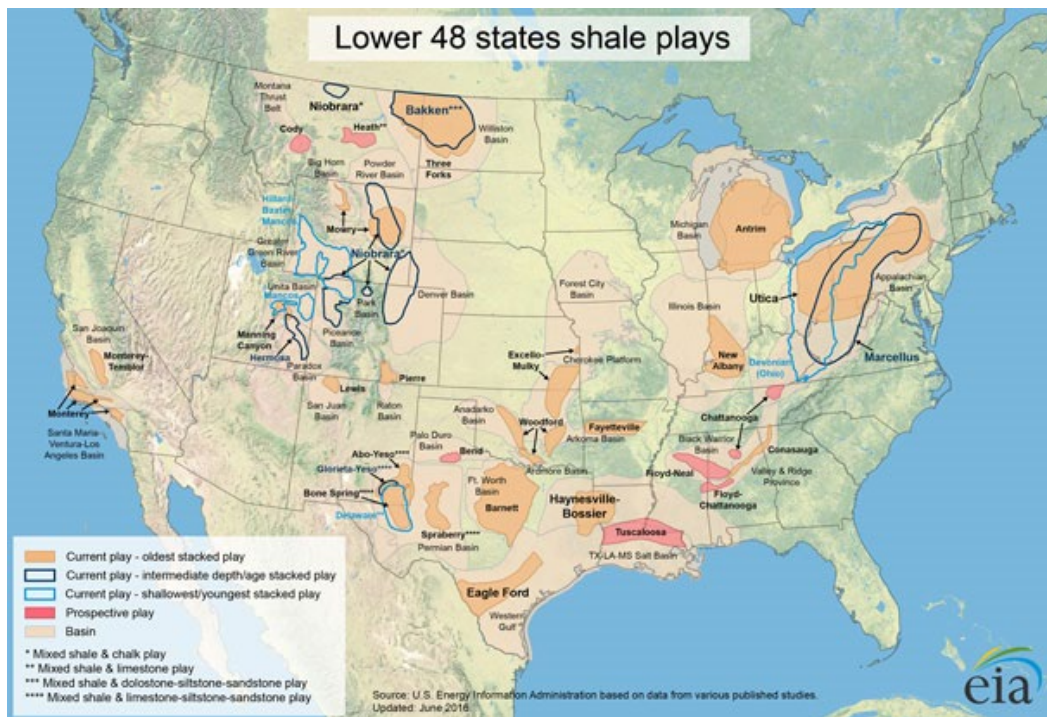 Lower 48 states shale plays
Montana
Thrust
Belt
Niobrara*
Bakken***
Cody
Heath**
Williston
Basin
Big Horn
Basin
Powder
River Basin
Three
Forks
Hilliard-
Baxter-
Mancos
Mowry
Greater
Green River
Basin
Niobrara*
Michigan
Basin
Antrim
Uinta Basin
Mancos
Park
Basin
Denver Basin
Forest City
Basin
Illinois Basin
Utica
Appalachian
Basin
San Joaquin
Basin
Manning
Canyon
Piceance
Basin
Hermosa
Monterey-
Temblor
Paradox
Basin
Excello-
Mulky
Cherokee Platform
New
Albany
Devonian
(Ohio)
Marcellus
Lewis
Pierre
Monterey
San Juan
Basin
Raton
Basin
Anadarko
Basin
Woodford
Fayetteville
Chattanooga
Santa Maria-
Ventura-Los
Angeles Basin
Palo Duro
Basin
Arkoma Basin
Black Warrior
Basin
Conasauga
Abo-Yeso****
Bend
Ardmore Basin
Floyd-Neal
Valley & Ridge
Province
Glorieta-Yeso****
Ft. Worth
Basin
Bone Spring****
Barnett
Haynesville-
Bossier
Floyd-
Chattanooga
Delaware
Spraberry****
Permian Basin
Tuscaloosa
TX-LA-MS Salt Basin
Eagle Ford
Western
Gulf
Current play - oldest stacked play
Current play - intermediate depth/age stacked play
Current play - shallowest/youngest stacked play
Prospective play
Basin
* Mixed shale & chalk play
** Mixed shale & limestone play
*** Mixed shale & dolostone-siltstone-sandstone play
**** Mixed shale & limestone-siltstone-sandstone play
Source: U.S. Energy Information Administration based on data from various published studies.
Updated: June 2016
eia